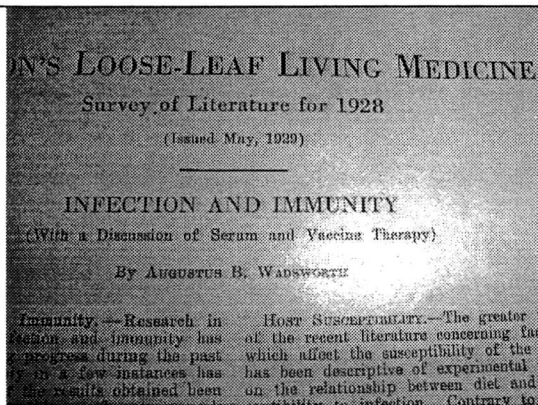 ON'S LOOSE-LEAF LIVING MEDICINE
Survey of Literature for 1928
(Issued May, 1929)
INFECTION AND IMMUNITY
(With a Discussion of Serum and Vaccine Therapy)
By AUGUSTUS B. WADSWORTH
Immunity.—Research in
and immunity has
progress during the past
in a few instances has
the results obtained been
HOST SUSCEPTIBILITY.—The greater
of the recent literature concerning
which affect the susceptibility of the
has been descriptive of experimental
on the relationship between diet and
to infection. Contrary to